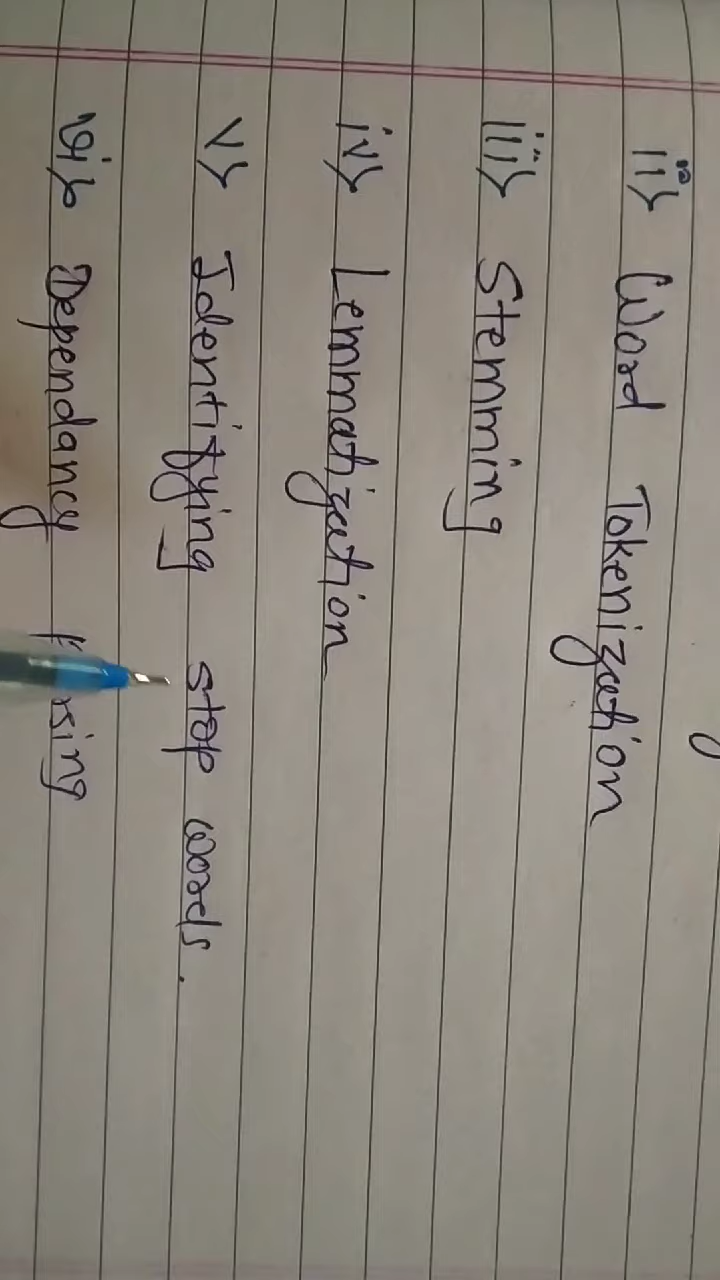 ii> Word Tokenization
iii> Stemming
iv> Lemmatization
v> Identifying stop words.
vi> Dependancy